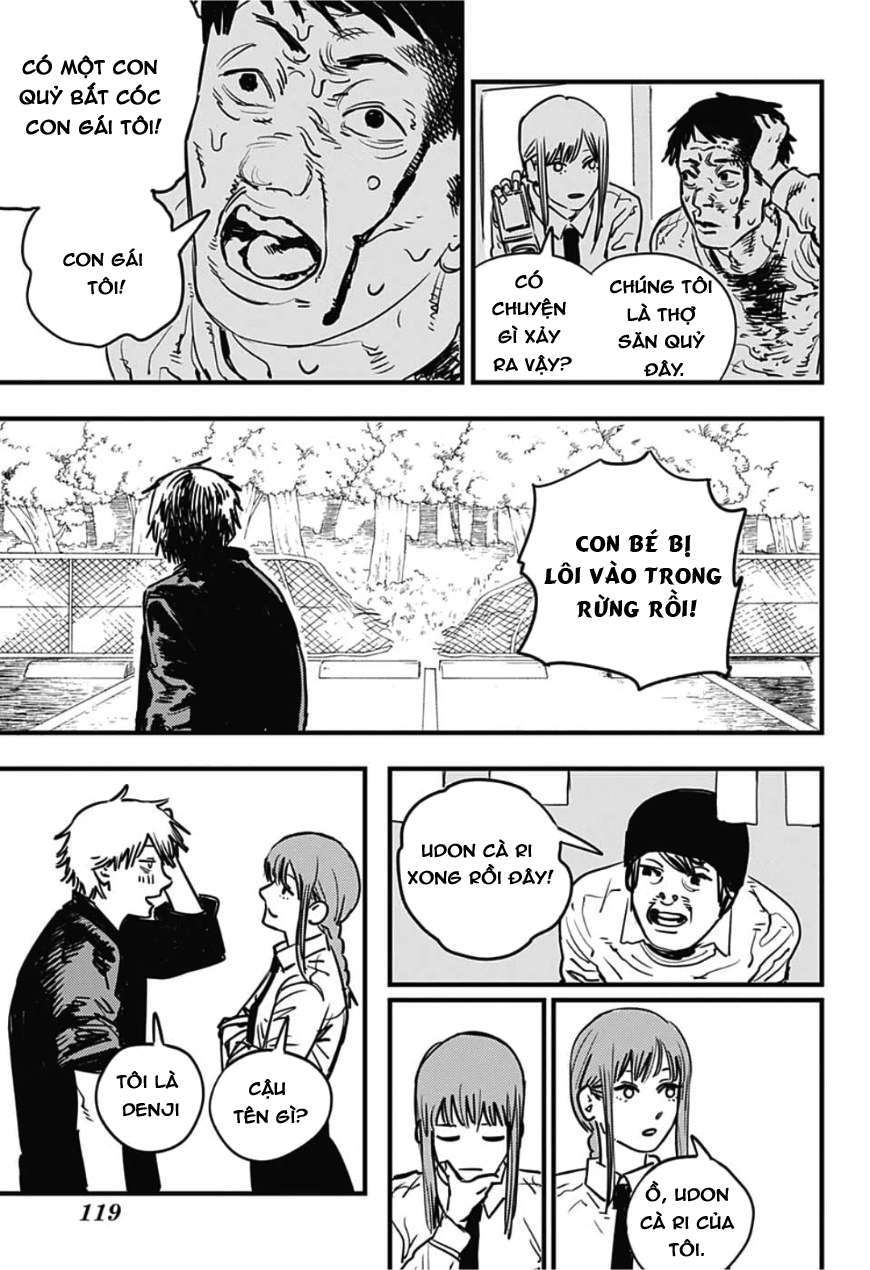 CHÚNG TÔI
LÀ THỢ
SĂN QUỶ
ĐÂY.
CÓ
CHUYỆN
GÌ XẢY
RA VẬY?
CÓ MỘT CON
QUỶ BẮT CÓC
CON GÁI TÔI!
CON GÁI
TÔI!
CON BÉ BỊ
LÔI VÀO TRONG
RỪNG RỒI!
UDON CÀ RI
XONG RỒI ĐÂY!
Ồ, UDON
CÀ RI CỦA
TÔI.
CẬU
TÊN GÌ?
TÔI LÀ
DENJI
119